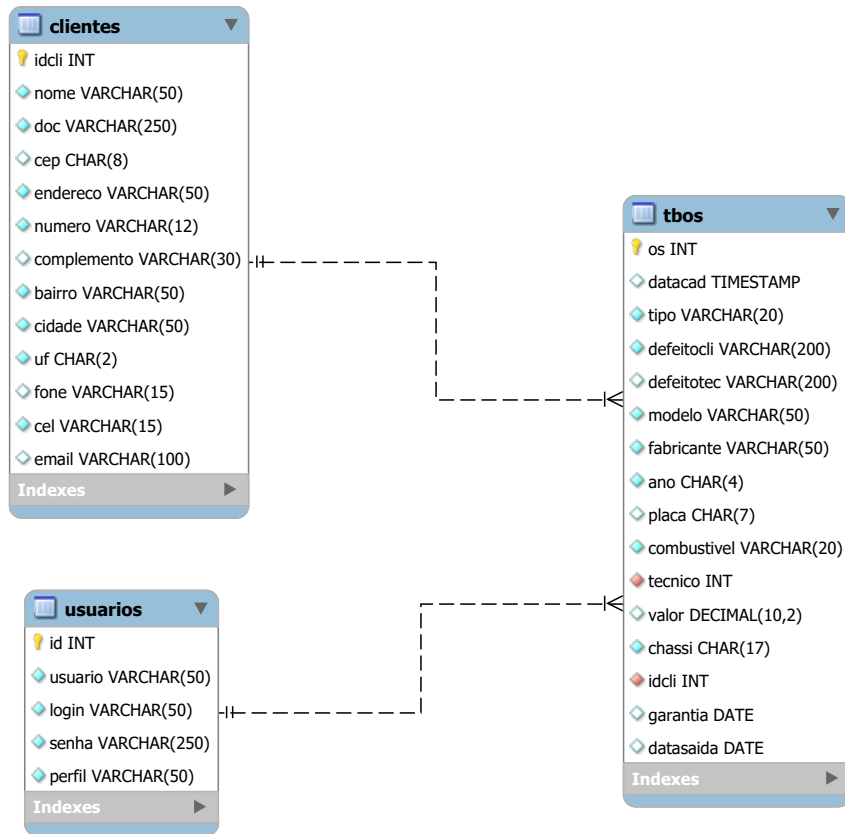 clientes
idcli INT
nome VARCHAR(50)
doc VARCHAR(250)
cep CHAR(8)
endereco VARCHAR(50)
numero VARCHAR(12)
complemento VARCHAR(30)
bairro VARCHAR(50)
cidade VARCHAR(50)
uf CHAR(2)
fone VARCHAR(15)
cel VARCHAR(15)
email VARCHAR(100)
Indexes
usuarios
id INT
usuario VARCHAR(50)
login VARCHAR(50)
senha VARCHAR(250)
perfil VARCHAR(50)
Indexes
tbos
os INT
datacad TIMESTAMP
tipo VARCHAR(20)
defeitocli VARCHAR(200)
defeitotec VARCHAR(200)
modelo VARCHAR(50)
fabricante VARCHAR(50)
ano CHAR(4)
placa CHAR(7)
combustivel VARCHAR(20)
tecnico INT
valor DECIMAL(10,2)
chassi CHAR(17)
idcli INT
garantia DATE
datasaida DATE
Indexes